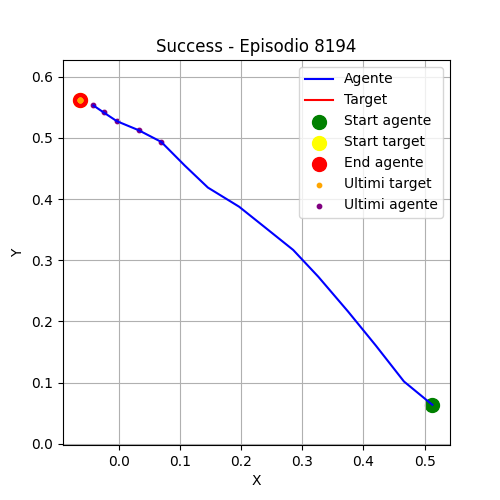 Success - Episodio 8194
Agente
Target
Start agente
Start target
End agente
Ultimi target
Ultimi agente
Y
0.6
0.5
0.4
0.3
0.2
0.1
0.0
0.0 0.1 0.2 0.3 0.4 0.5
X